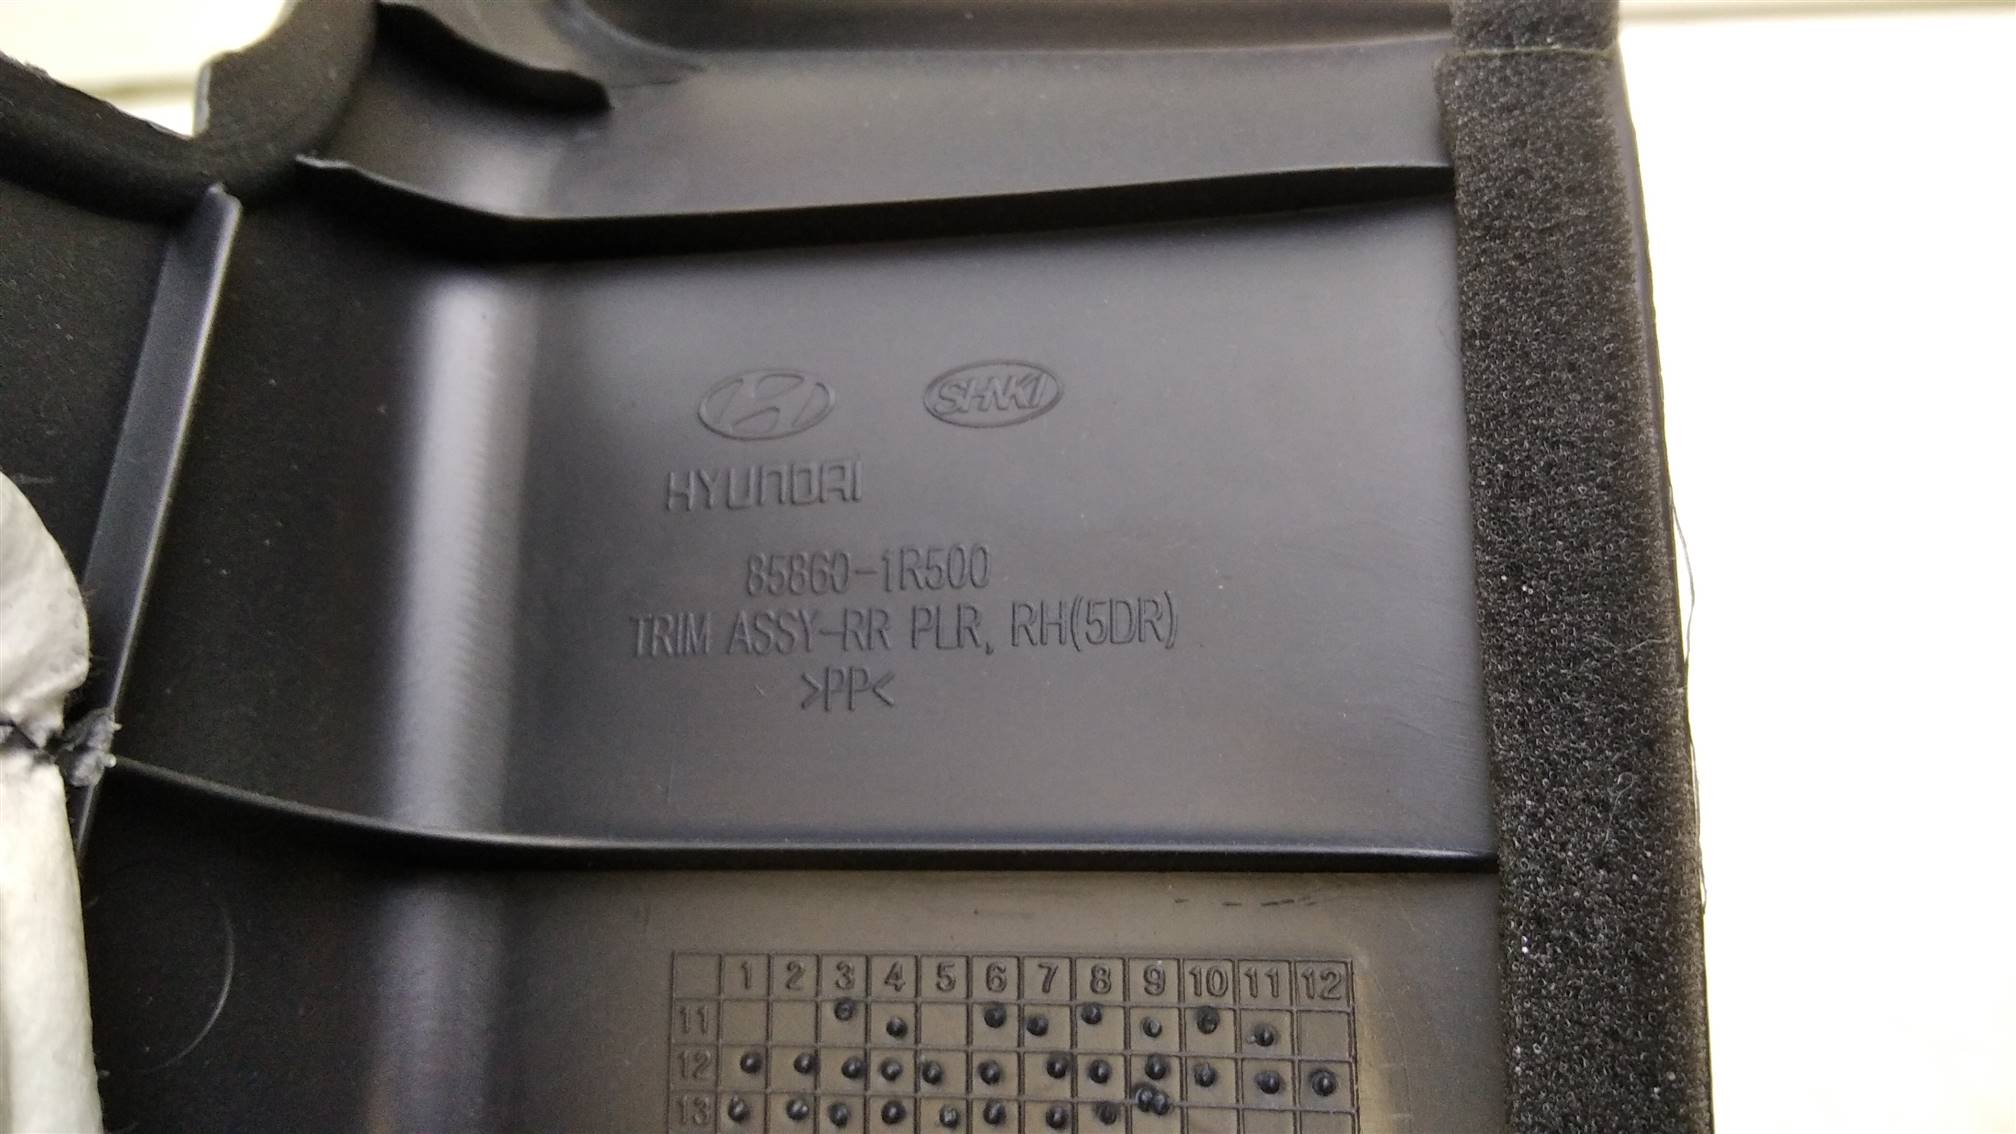 SHNK1
HYUNDAI
85860-1R500
TRIM ASSY-RR PLR, RH(5DR)
>PP<
1 2 3 4 5 6 7 8 9 10 11 12
11
12
13